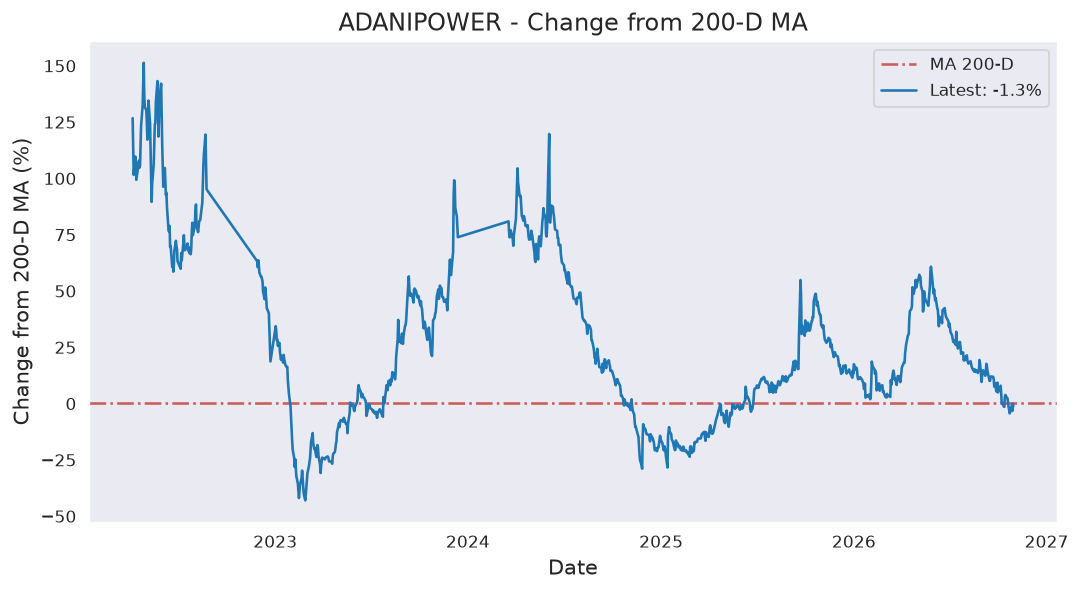 ADANIPOWER - Change from 200-D MA
MA 200-D
Latest: -1.3%
Change from 200-D MA (%)
150
125
100
75
50
25
0
−25
−50
2023
2024
2025
2026
2027
Date